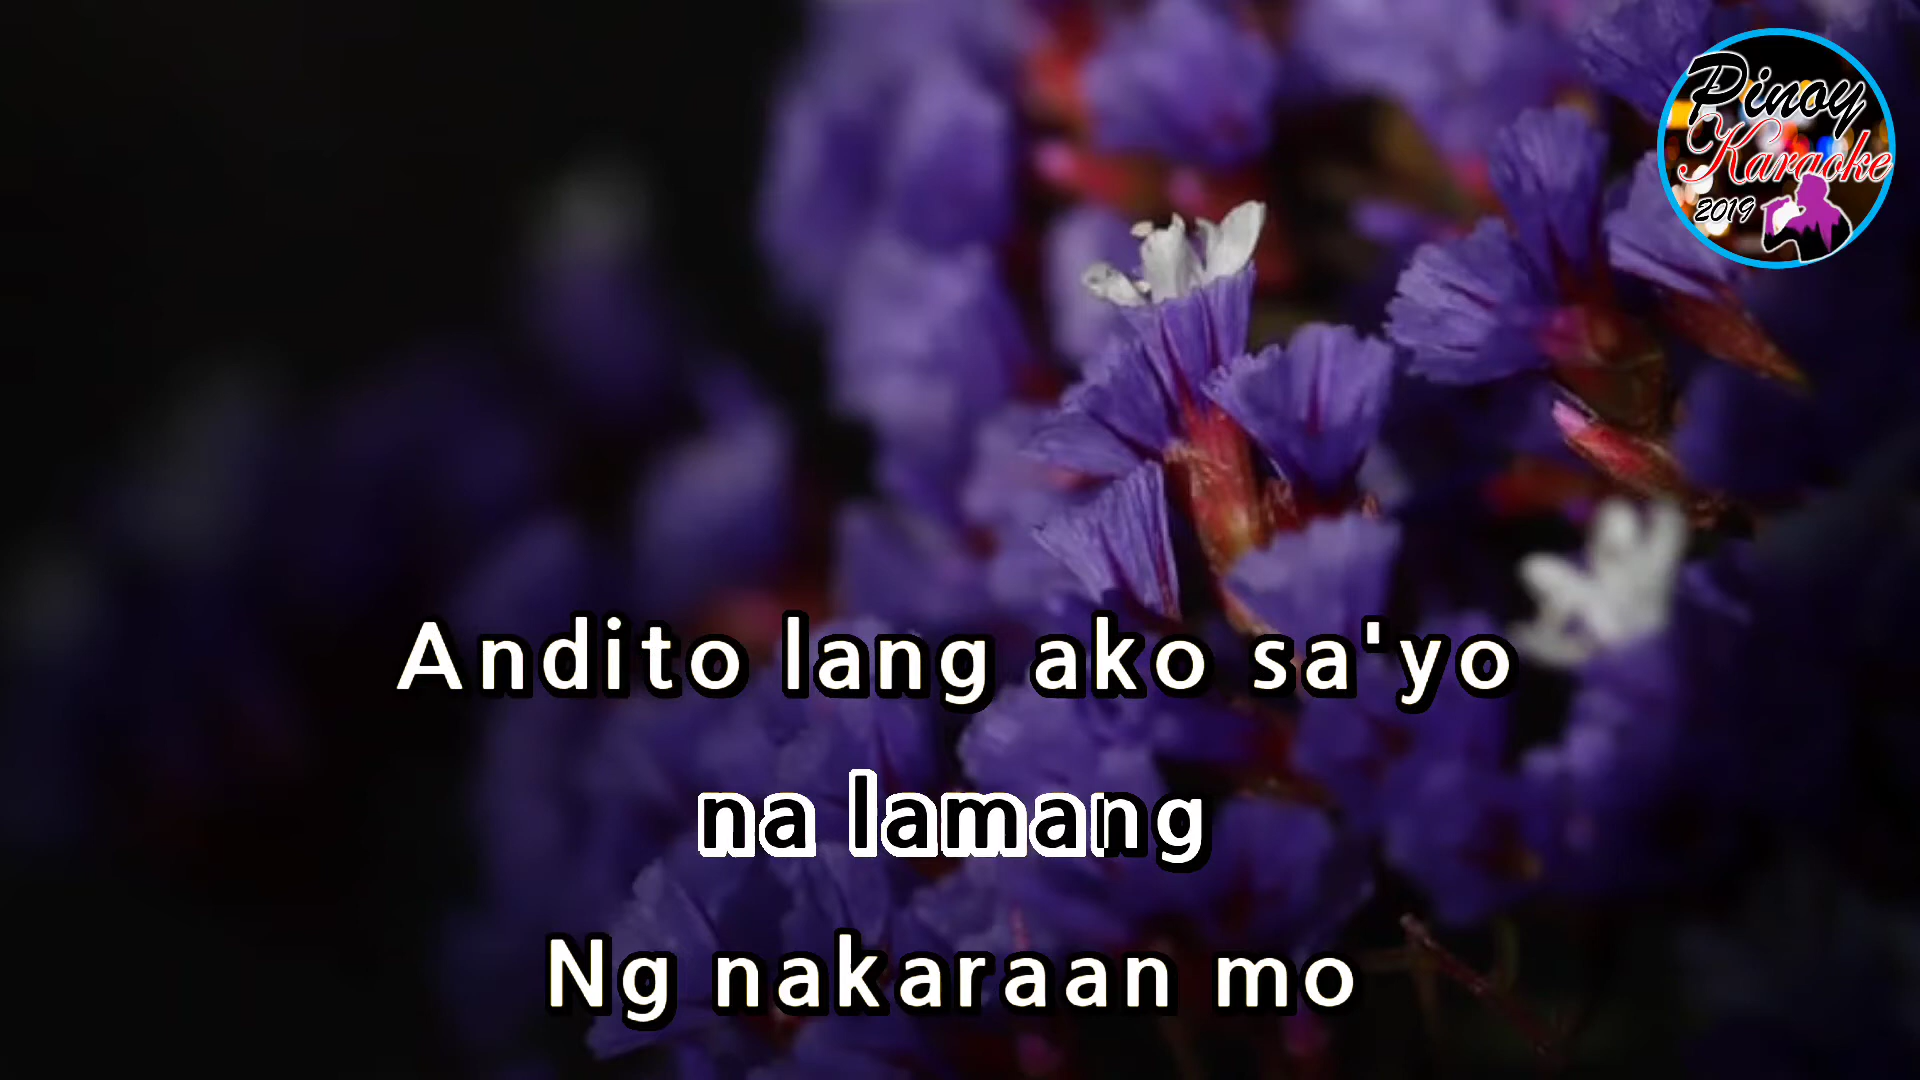 Pinoy
Karaoke
2019
Andito lang ako sa'yo
na lamang
Ng nakaraan mo